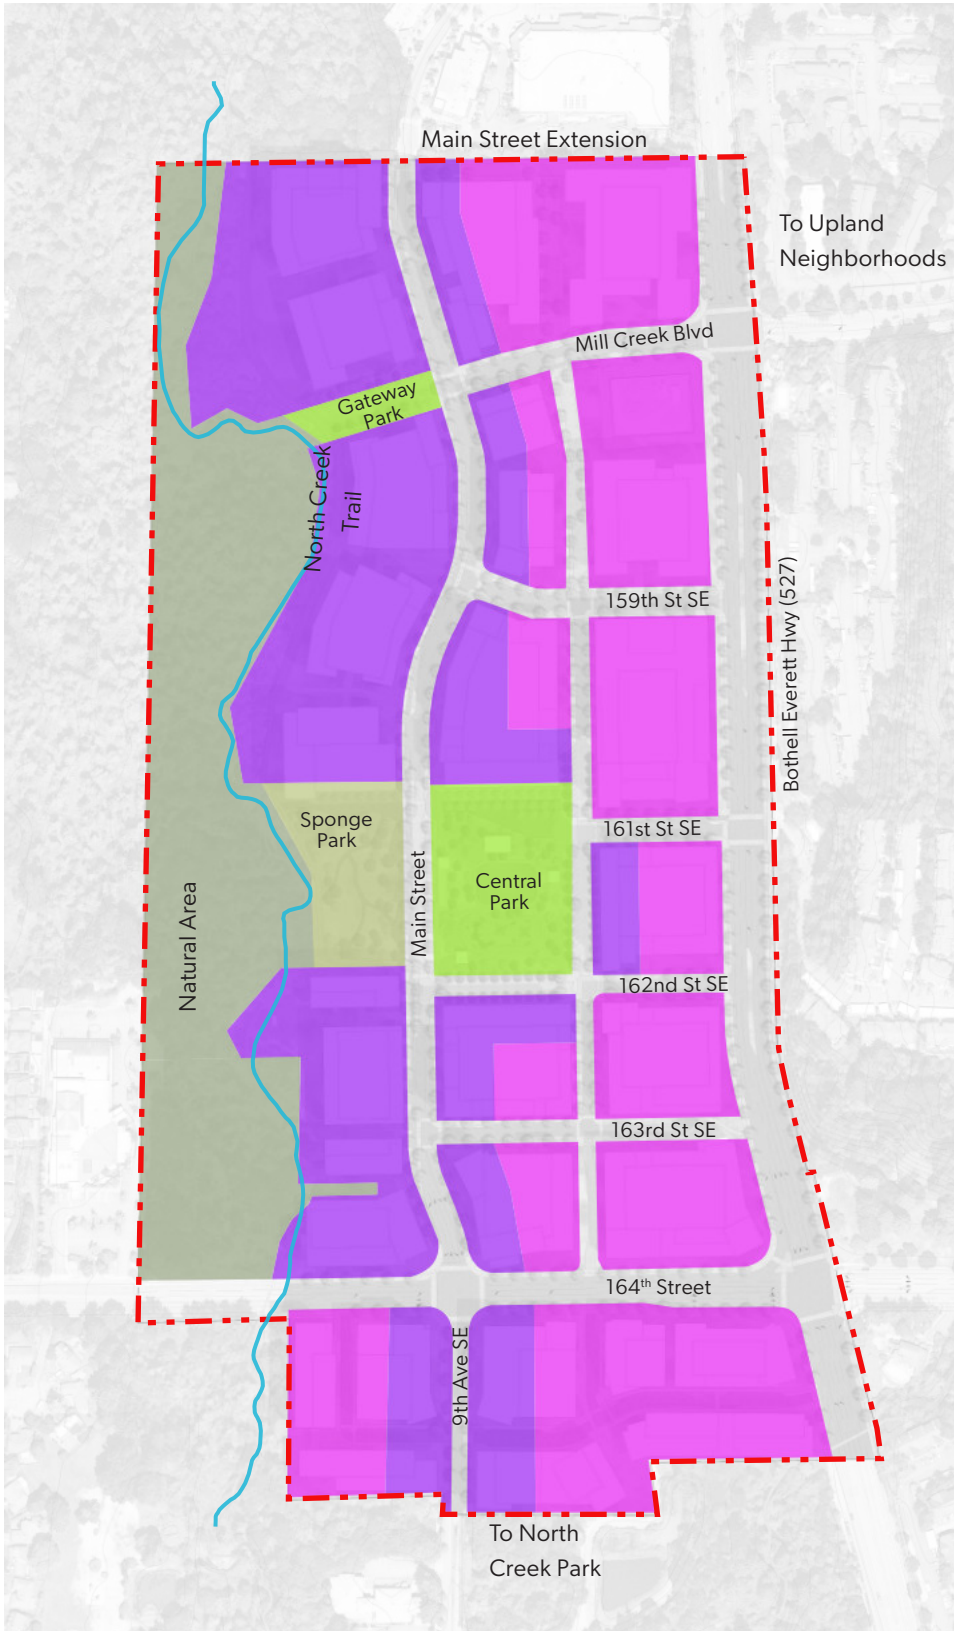 Main Street Extension
To Upland
Neighborhoods
Mill Creek Blvd
Gateway
Park
North Creek
Trail
159th St SE
Bothell Everett Hwy (527)
Sponge
Park
161st St SE
Main Street
Central
Park
Natural Area
162nd St SE
163rd St SE
164th Street
9th Ave SE
To North
Creek Park